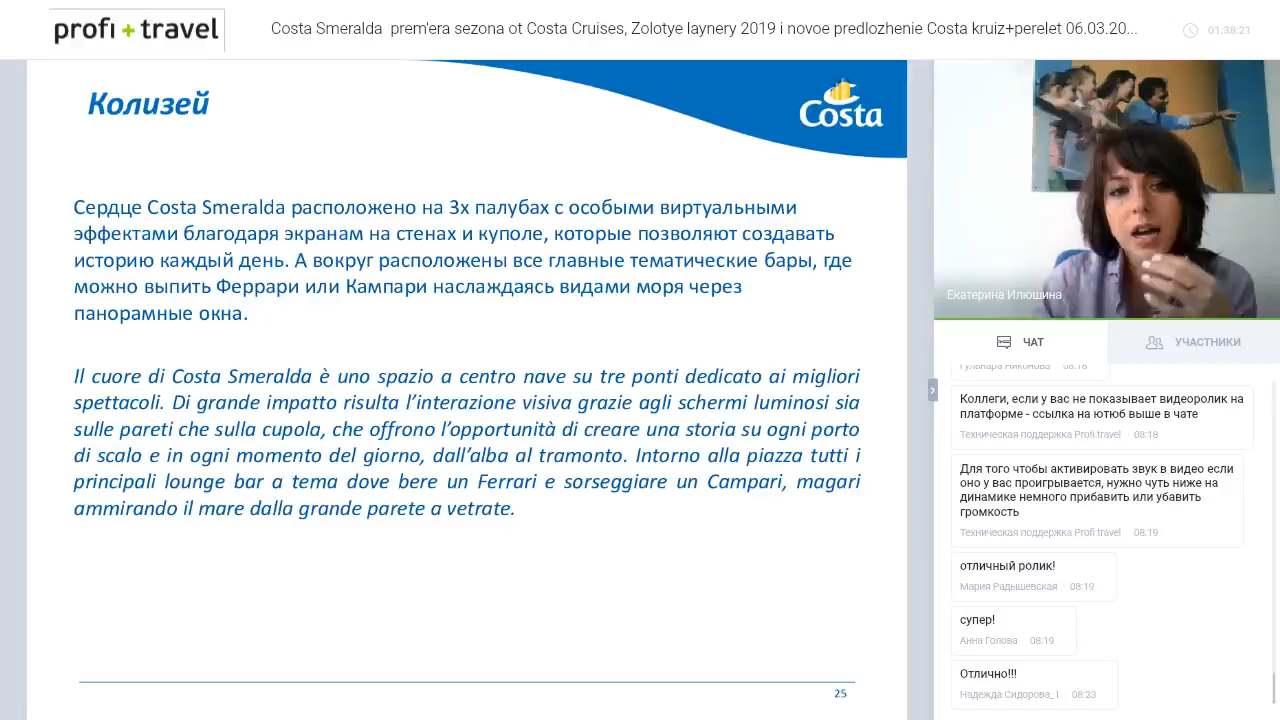 profi + travel
Costa Smeralda prem'era sezona ot Costa Cruises, Zolotye laynery 2019 i novoe predlozhenie Costa kruiz+perelet 06.03.20...
01:38:21
Колизей
Costa
Сердце Costa Smeralda расположено на 3х палубах с особыми виртуальными
эффектами благодаря экранам на стенах и куполе, которые позволяют создавать
историю каждый день. А вокруг расположены все главные тематические бары, где
можно выпить Феррари или Кампари наслаждаясь видами моря через
панорамные окна.
Il cuore di Costa Smeralda è uno spazio a centro nave su tre ponti dedicato ai migliori
spettacoli. Di grande impatto risulta l'interazione visiva grazie agli schermi luminosi sia
sulle pareti che sulla cupola, che offrono l'opportunità di creare una storia su ogni porto
di scalo e in ogni momento del giorno, dall'alba al tramonto. Intorno alla piazza tutti i
principali lounge bar a tema dove bere un Ferrari e sorseggiare un Campari, magari
ammirando il mare dalla grande parete a vetrate.
25
Екатерина Илюшина
ЧАТ
УЧАСТНИКИ
Гульнара Никонова 08:18
Коллеги, если у вас не показывает видеоролик на
платформе - ссылка на ютюб выше в чате
Техническая поддержка Profi.travel 08:18
Для того чтобы активировать звук в видео если
оно у вас проигрывается, нужно чуть ниже на
динамике немного прибавить или убавить
громкость
Техническая поддержка Profi.travel 08:19
отличный ролик!
Мария Радышевская 08:19
супер!
Анна Голова 08:19
Отлично!!!
Надежда Сидорова_1 08:23